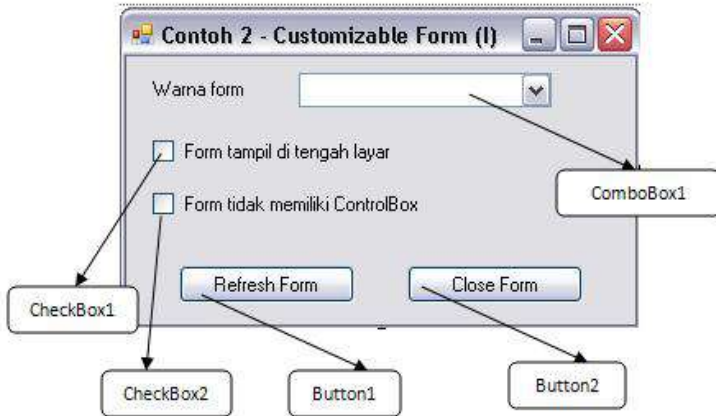 Contoh 2 - Customizable Form (I)
Warna form
Form tampil di tengah layar
ComboBox1
Form tidak memiliki ControlBox
Refresh Form
Close Form
CheckBox1
CheckBox2
Button1
Button2